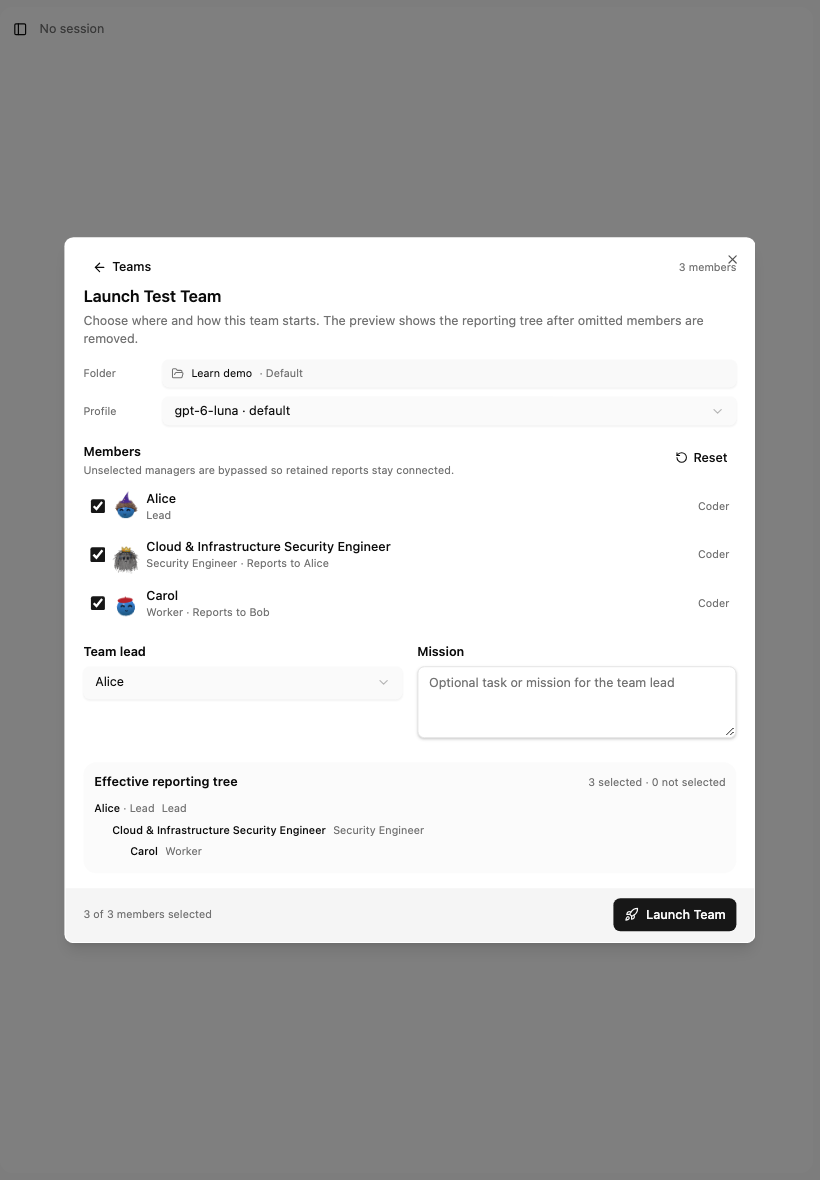 No session
Teams
3 members
Launch Test Team
Choose where and how this team starts. The preview shows the reporting tree after omitted members are
removed.
Folder
Learn demo · Default
Profile
gpt-6-luna · default
Members
Reset
Unselected managers are bypassed so retained reports stay connected.
Alice
Lead
Coder
Cloud & Infrastructure Security Engineer
Security Engineer · Reports to Alice
Coder
Carol
Worker · Reports to Bob
Coder
Team lead
Alice
Mission
Optional task or mission for the team lead
Effective reporting tree
3 selected · 0 not selected
Alice · Lead Lead
Cloud & Infrastructure Security Engineer Security Engineer
Carol Worker
3 of 3 members selected
Launch Team